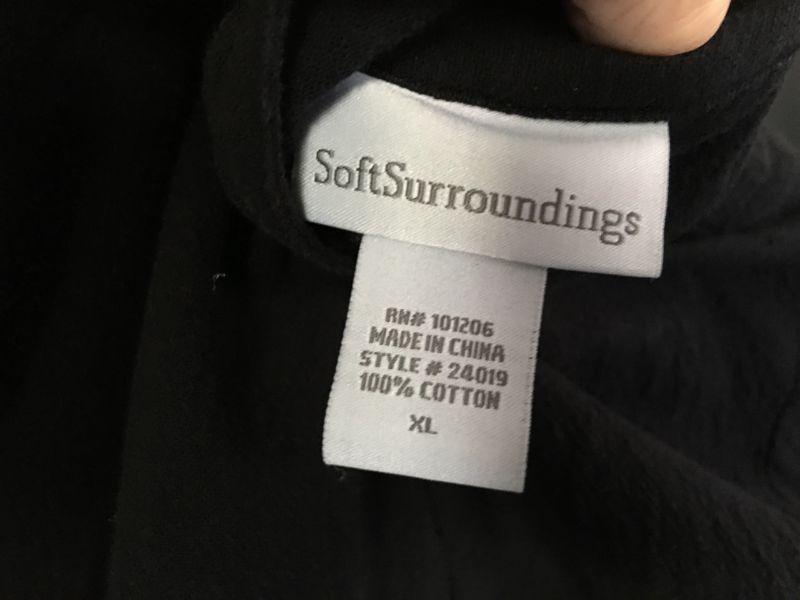 SoftSurroundings
RN# 101206
MADE IN CHINA
STYLE # 24019
100% COTTON
XL